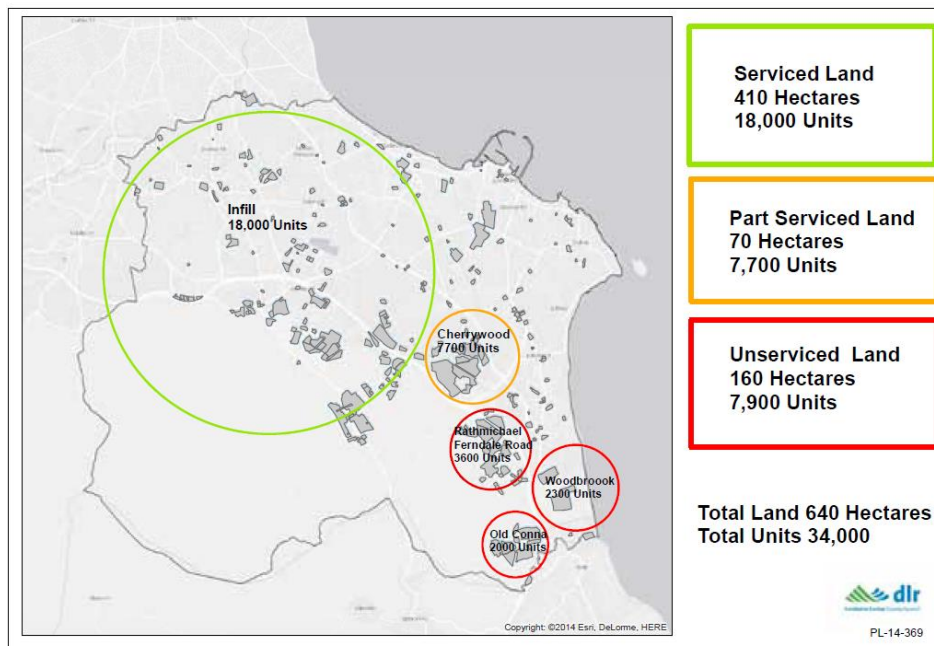 Infill
18,000 Units
Cherrywood
7700 Units
Rathmichael
Ferndale Road
3600 Units
Woodbroook
2300 Units
Old Conna
2000 Units
Copyright: ©2014 Esri, DeLorme, HERE
Serviced Land
410 Hectares
18,000 Units
Part Serviced Land
70 Hectares
7,700 Units
Unserviced Land
160 Hectares
7,900 Units
Total Land 640 Hectares
Total Units 34,000
dlr
PL-14-369